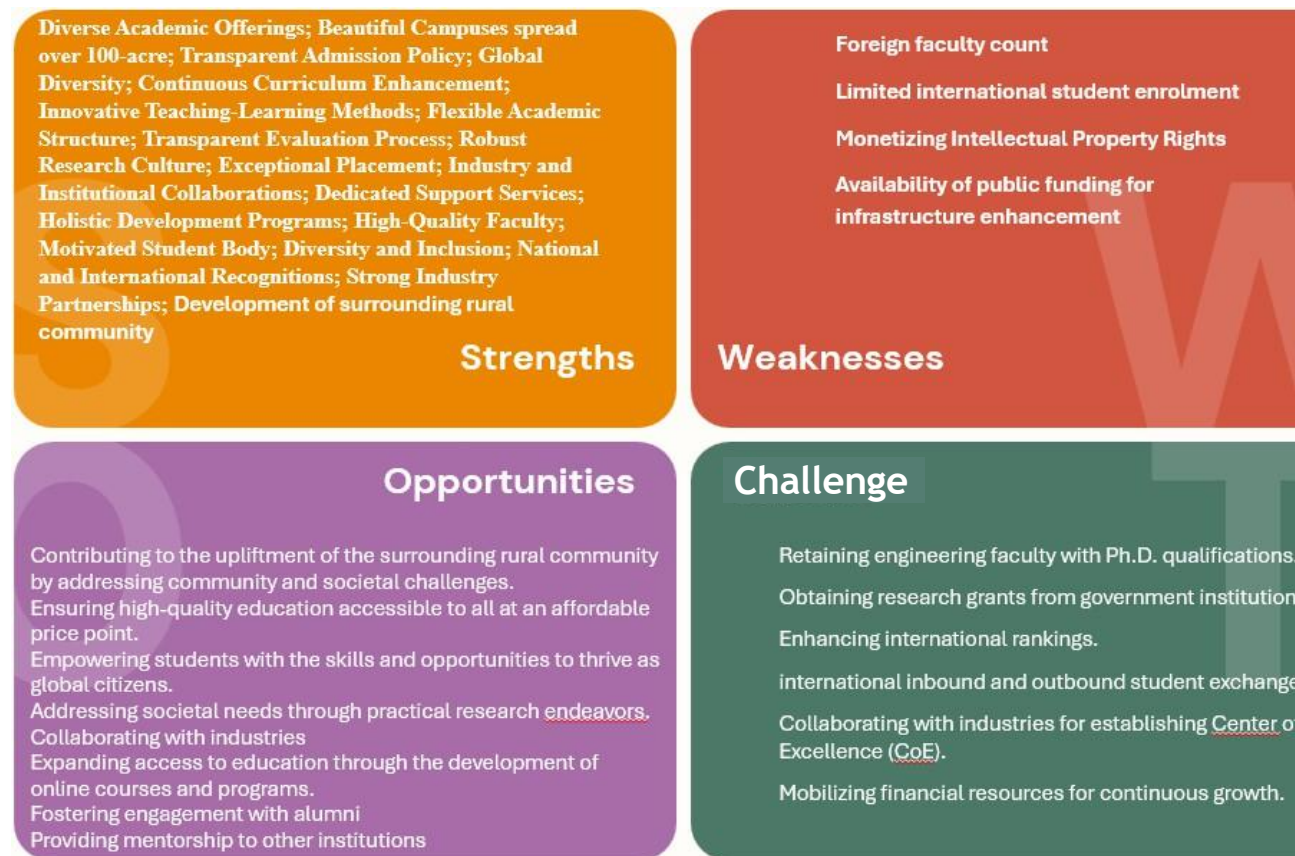 Diverse Academic Offerings; Beautiful Campuses spread
over 100-acre; Transparent Admission Policy; Global
Diversity; Continuous Curriculum Enhancement;
Innovative Teaching-Learning Methods; Flexible Academic
Structure; Transparent Evaluation Process; Robust
Research Culture; Exceptional Placement; Industry and
Institutional Collaborations; Dedicated Support Services;
Holistic Development Programs; High-Quality Faculty;
Motivated Student Body; Diversity and Inclusion; National
and International Recognitions; Strong Industry
Partnerships; Development of surrounding rural
community
Strengths
S
Foreign faculty count
Limited international student enrolment
Monetizing Intellectual Property Rights
Availability of public funding for
infrastructure enhancement
Weaknesses
W
Opportunities
O
Contributing to the upliftment of the surrounding rural community
by addressing community and societal challenges.
Ensuring high-quality education accessible to all at an affordable
price point.
Empowering students with the skills and opportunities to thrive as
global citizens.
Addressing societal needs through practical research endeavors.
Collaborating with industries
Expanding access to education through the development of
online courses and programs.
Fostering engagement with alumni
Providing mentorship to other institutions
Challenge
T
Retaining engineering faculty with Ph.D. qualifications.
Obtaining research grants from government institution
Enhancing international rankings.
international inbound and outbound student exchange
Collaborating with industries for establishing Center o
Excellence (CoE).
Mobilizing financial resources for continuous growth.